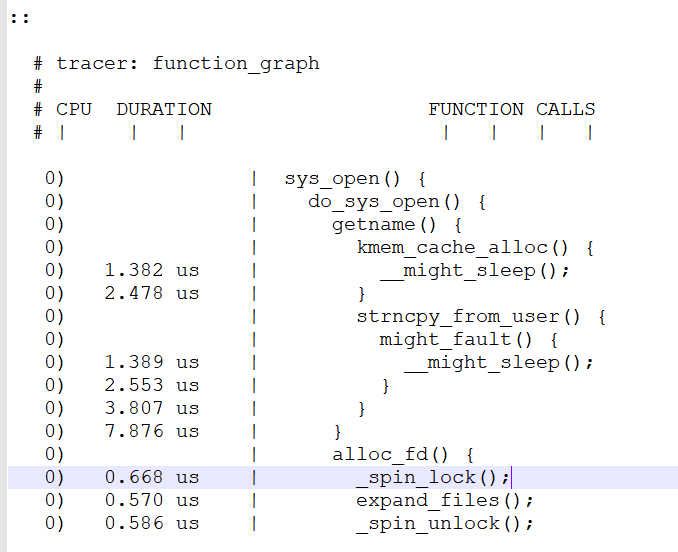 ::
# tracer: function_graph
#
# CPU  DURATION                  FUNCTION CALLS
# |     |   |                     |   |   |   |
 0)               |  sys_open() {
 0)               |    do_sys_open() {
 0)               |      getname() {
 0)               |        kmem_cache_alloc() {
 0)   1.382 us    |          __might_sleep();
 0)   2.478 us    |        }
 0)               |        strncpy_from_user() {
 0)               |          might_fault() {
 0)   1.389 us    |            __might_sleep();
 0)   2.553 us    |          }
 0)   3.807 us    |        }
 0)   7.876 us    |      }
 0)               |      alloc_fd() {
 0)   0.668 us    |        _spin_lock();
 0)   0.570 us    |        expand_files();
 0)   0.586 us    |        _spin_unlock();